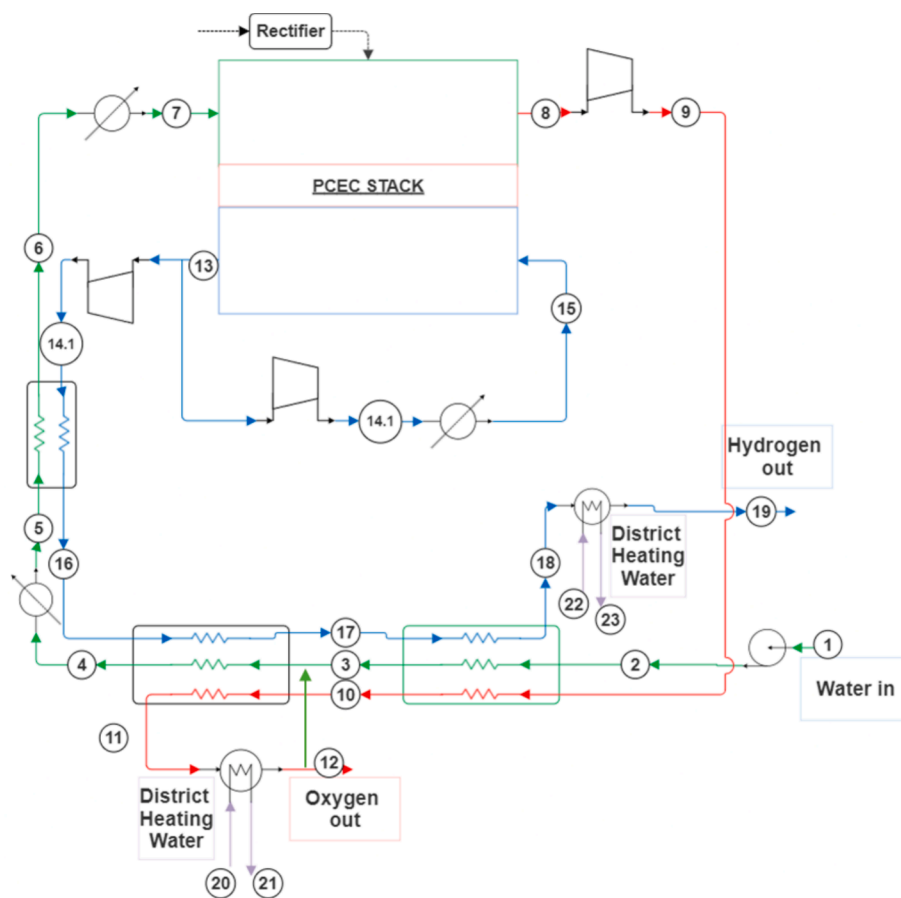 Rectifier
7
8
9
PCEC STACK
6
13
15
14.1
14.1
Hydrogen
out
5
19
16
18
District
Heating
Water
22
23
17
4
3
2
1
10
Water in
11
12
District
Heating
Water
Oxygen
out
20
21